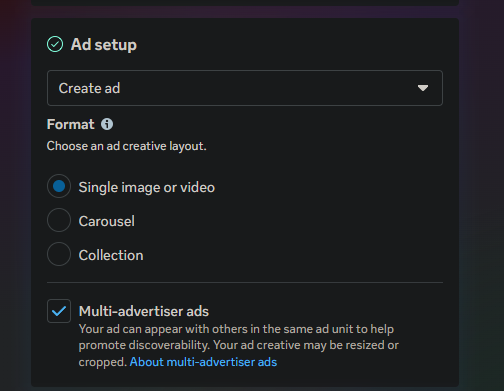 Ad setup
Create ad
Format
Choose an ad creative layout.
Single image or video
Carousel
Collection
Multi-advertiser ads
Your ad can appear with others in the same ad unit to help
promote discoverability. Your ad creative may be resized or
cropped. About multi-advertiser ads